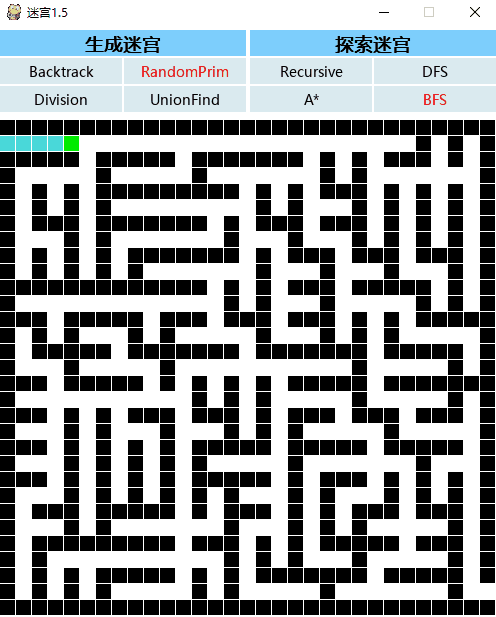 迷宫1.5
生成迷宫 探索迷宫
Backtrack RandomPrim Recursive DFS
Division UnionFind A* BFS